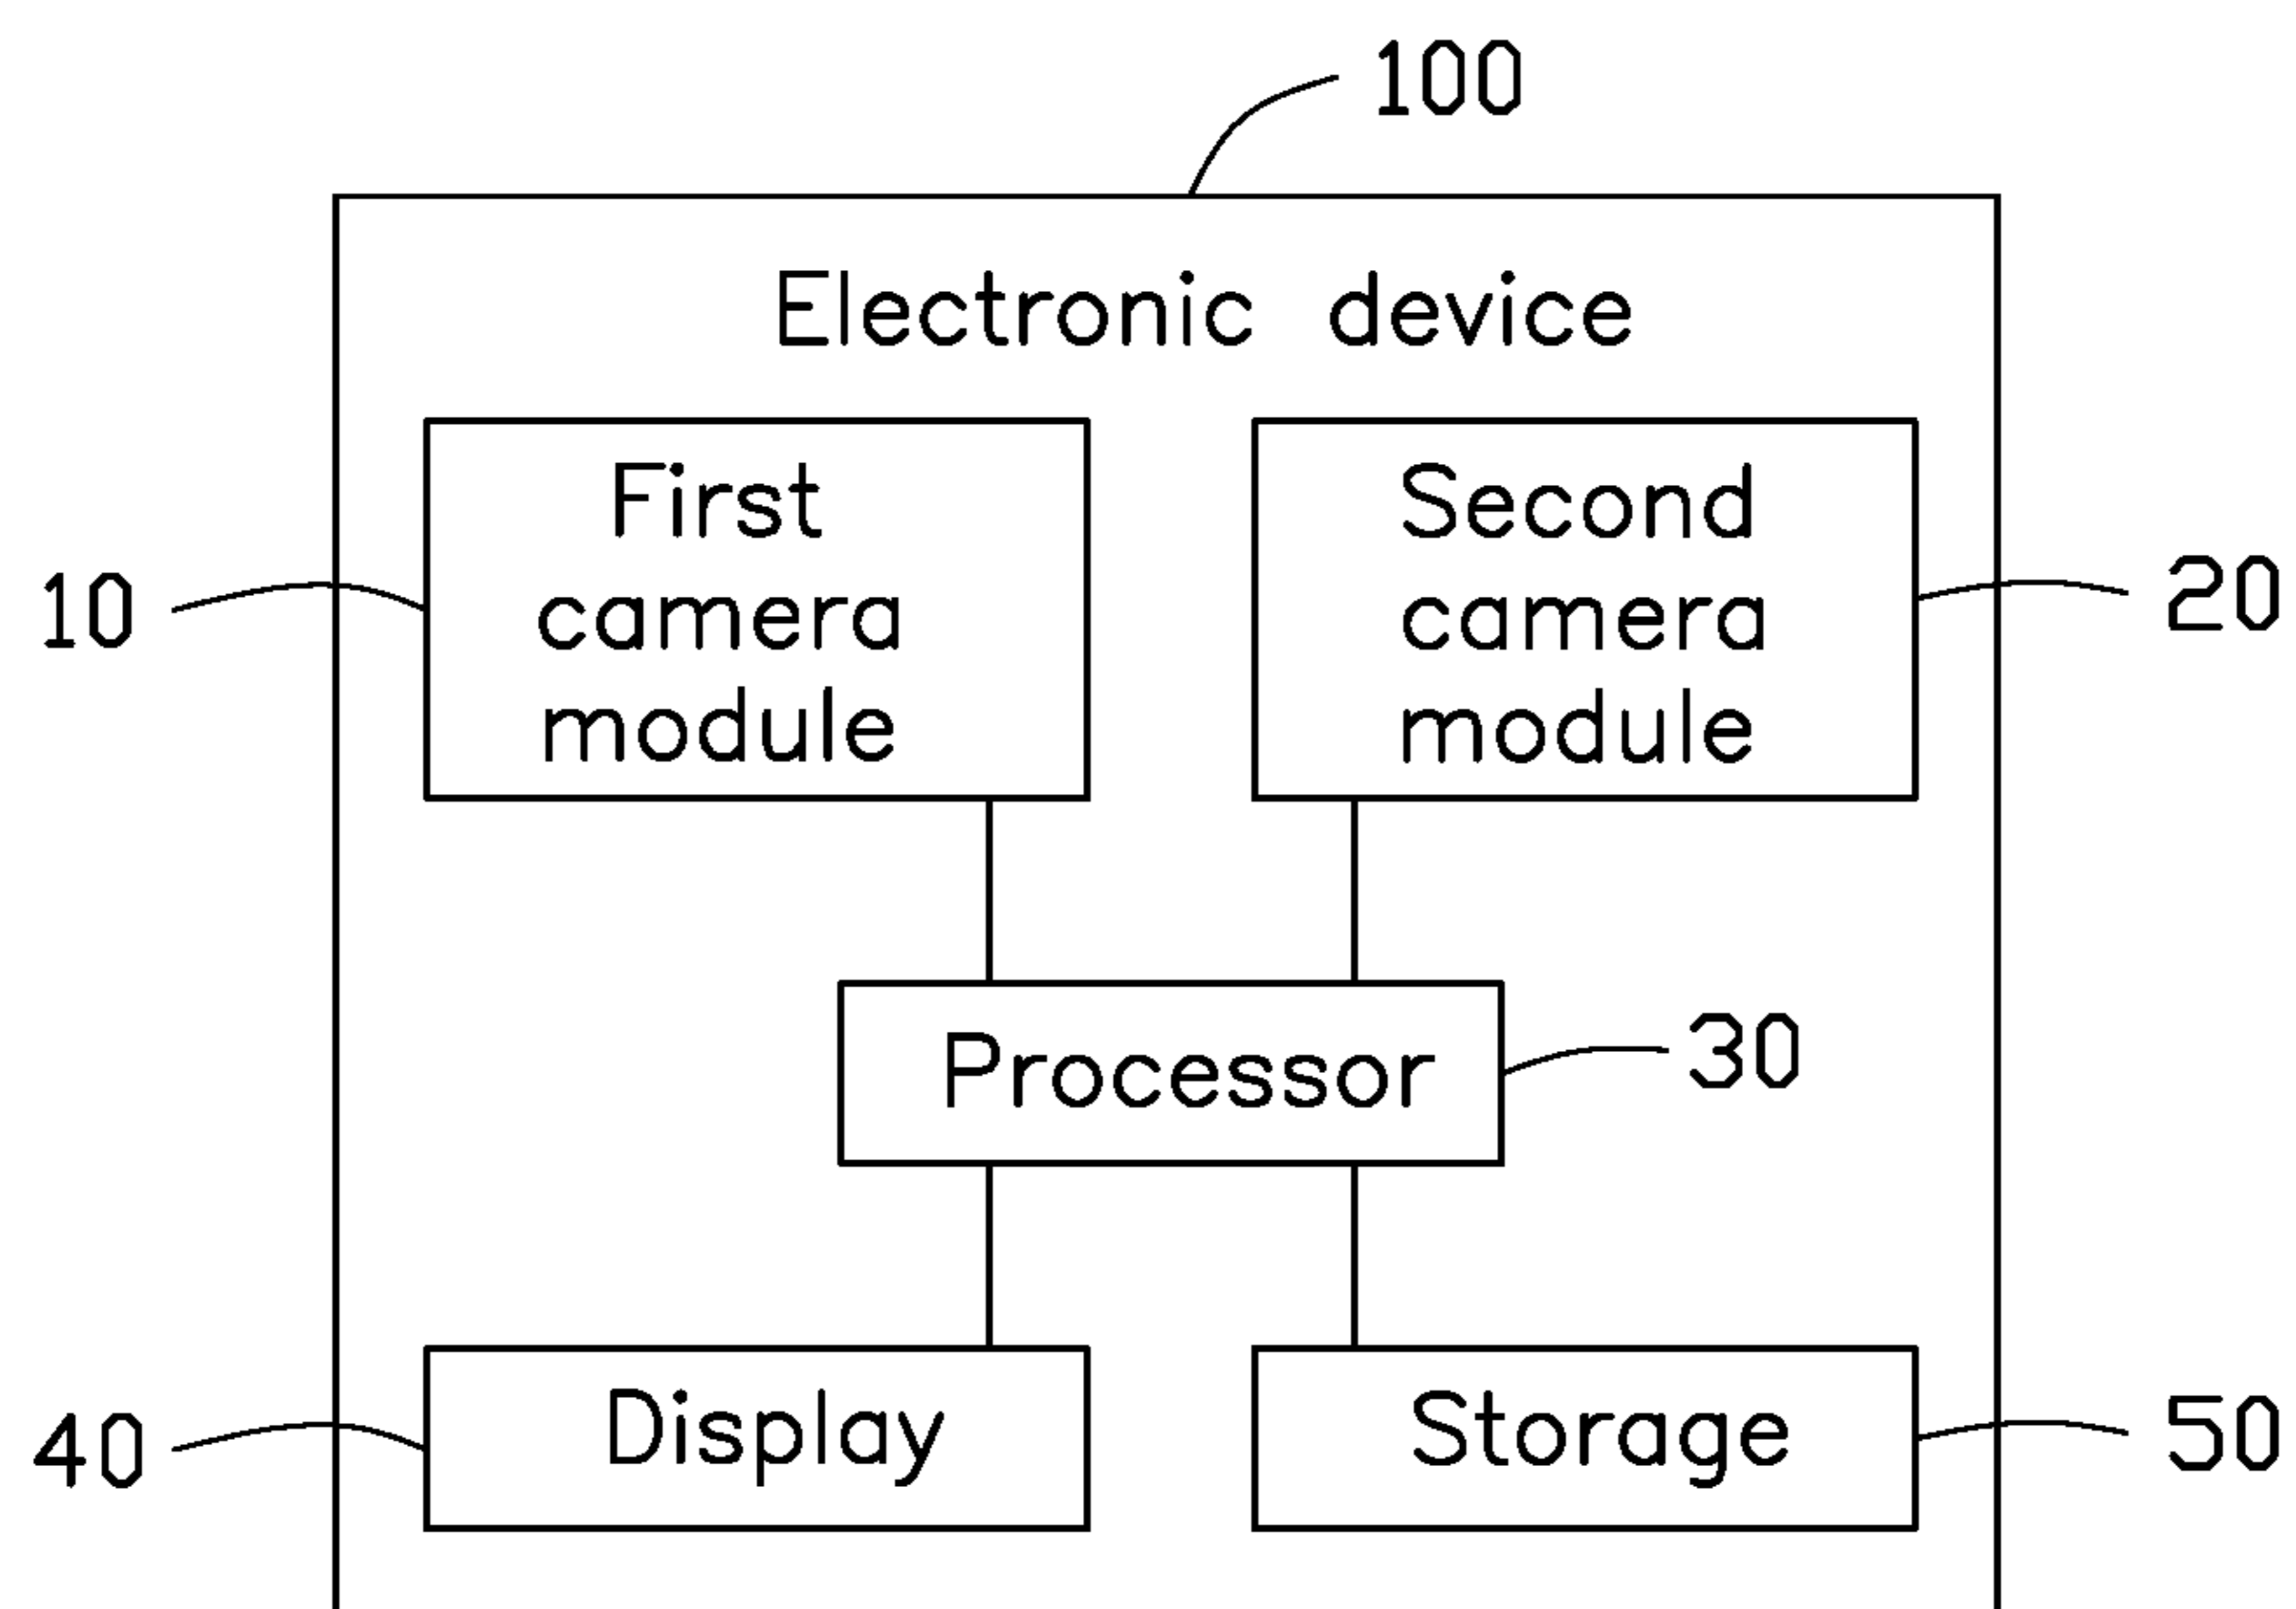 100
Electronic device
First
camera
module
Second
camera
module
10
20
Processor
30
Display
Storage
40
50